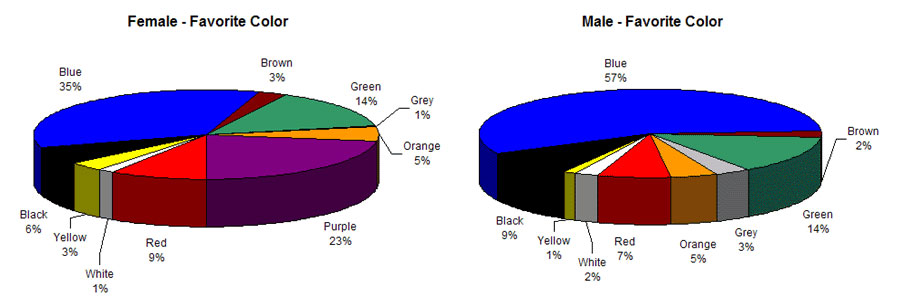 Female - Favorite Color
Blue
35%
Brown
3%
Green
14%
Grey
1%
Orange
5%
Purple
23%
Red
9%
White
1%
Yellow
3%
Black
6%
Male - Favorite Color
Blue
57%
Brown
2%
Green
14%
Grey
3%
Orange
5%
Red
7%
White
2%
Yellow
1%
Black
9%